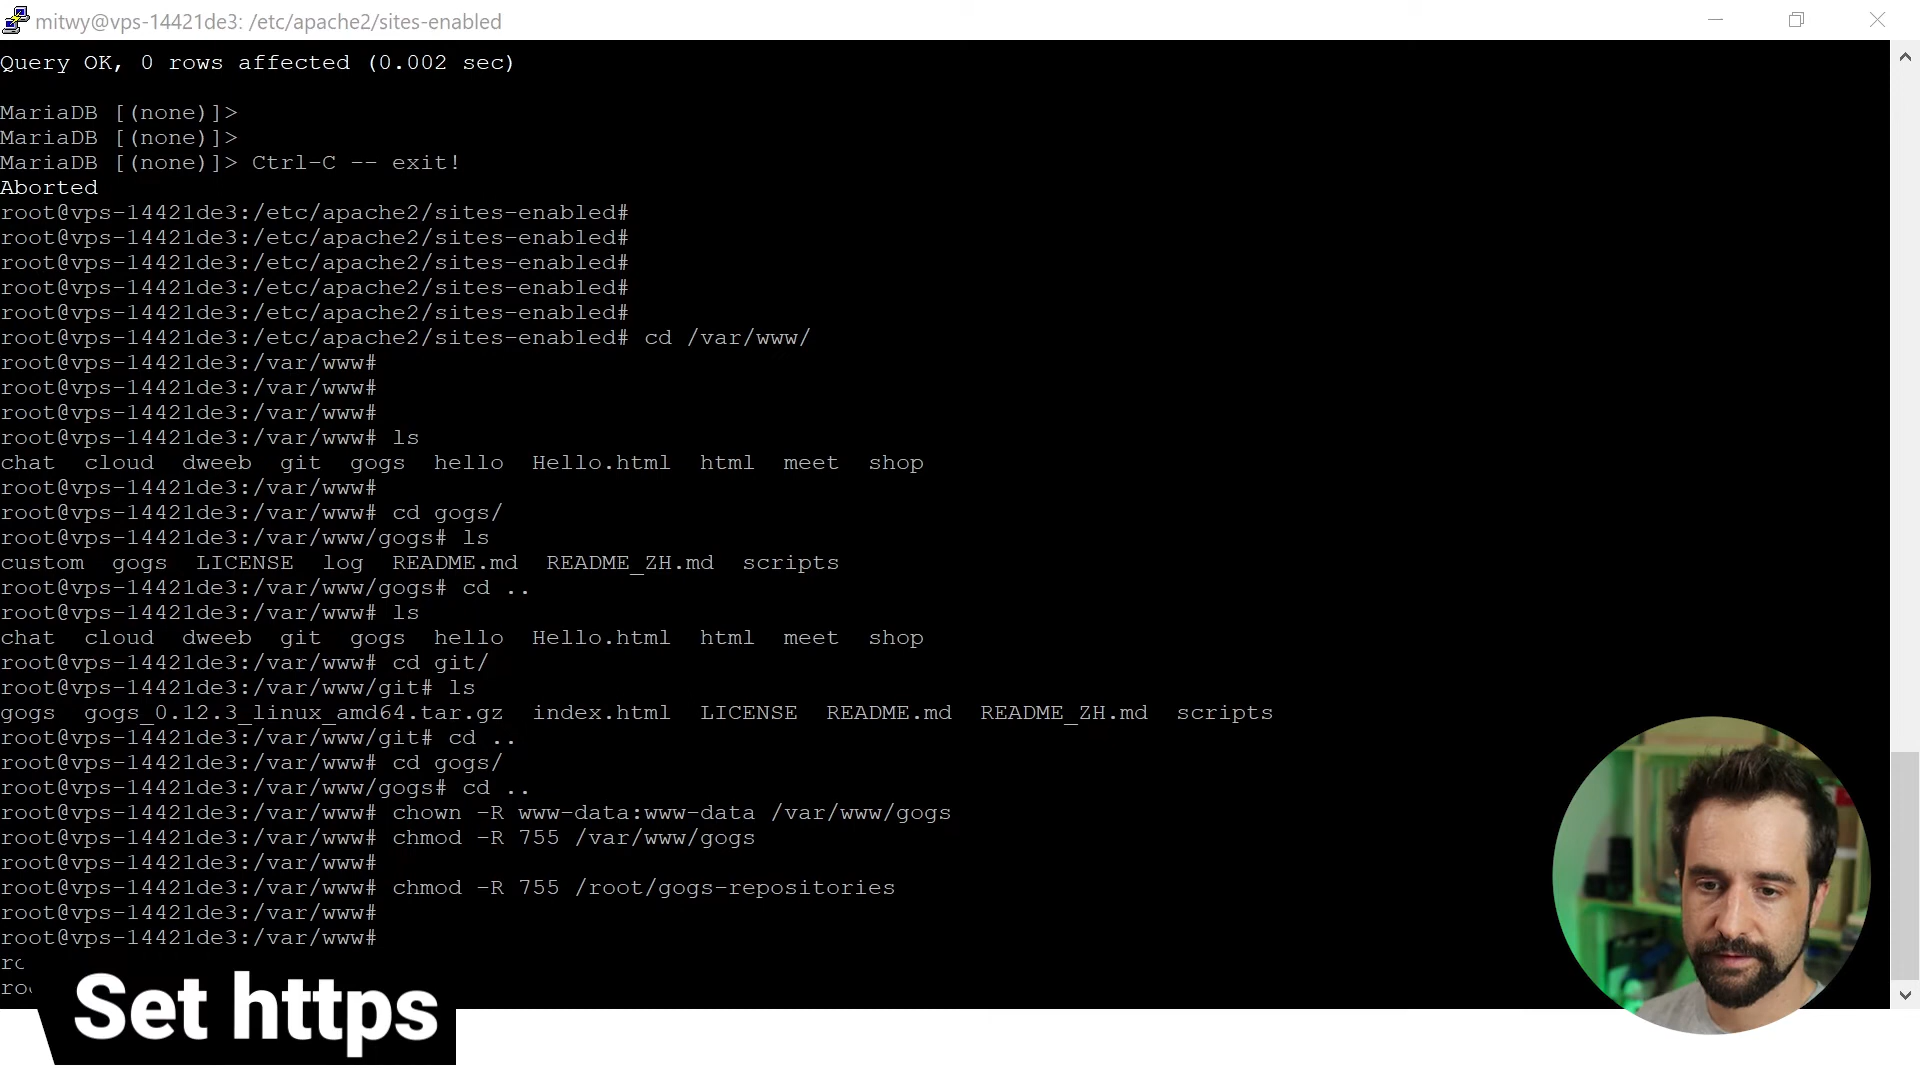 mitwy@vps-14421de3: /etc/apache2/sites-enabled
Query OK, 0 rows affected (0.002 sec)
MariaDB [(none)]>
MariaDB [(none)]>
MariaDB [(none)]> Ctrl-C -- exit!
Aborted
root@vps-14421de3:/etc/apache2/sites-enabled#
root@vps-14421de3:/etc/apache2/sites-enabled#
root@vps-14421de3:/etc/apache2/sites-enabled#
root@vps-14421de3:/etc/apache2/sites-enabled#
root@vps-14421de3:/etc/apache2/sites-enabled#
root@vps-14421de3:/etc/apache2/sites-enabled# cd /var/www/
root@vps-14421de3:/var/www#
root@vps-14421de3:/var/www#
root@vps-14421de3:/var/www#
root@vps-14421de3:/var/www# ls
chat  cloud  dweeb  git  gogs  hello  Hello.html  html  meet  shop
root@vps-14421de3:/var/www#
root@vps-14421de3:/var/www# cd gogs/
root@vps-14421de3:/var/www/gogs# ls
custom  gogs  LICENSE  log  README.md  README_ZH.md  scripts
root@vps-14421de3:/var/www/gogs# cd ..
root@vps-14421de3:/var/www# ls
chat  cloud  dweeb  git  gogs  hello  Hello.html  html  meet  shop
root@vps-14421de3:/var/www# cd git/
root@vps-14421de3:/var/www/git# ls
gogs  gogs_0.12.3_linux_amd64.tar.gz  index.html  LICENSE  README.md  README_ZH.md  scripts
root@vps-14421de3:/var/www/git# cd ..
root@vps-14421de3:/var/www# cd gogs/
root@vps-14421de3:/var/www/gogs# cd ..
root@vps-14421de3:/var/www# chown -R www-data:www-data /var/www/gogs
root@vps-14421de3:/var/www# chmod -R 755 /var/www/gogs
root@vps-14421de3:/var/www#
root@vps-14421de3:/var/www# chmod -R 755 /root/gogs-repositories
root@vps-14421de3:/var/www#
root@vps-14421de3:/var/www#
Set https